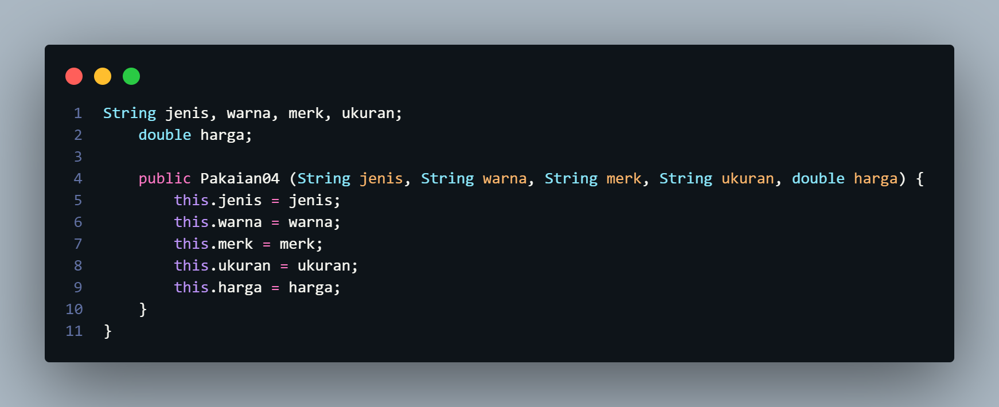 1 String jenis, warna, merk, ukuran;
2     double harga;
3
4     public Pakaian04 (String jenis, String warna, String merk, String ukuran, double harga) {
5         this.jenis = jenis;
6         this.warna = warna;
7         this.merk = merk;
8         this.ukuran = ukuran;
9         this.harga = harga;
10     }
11 }